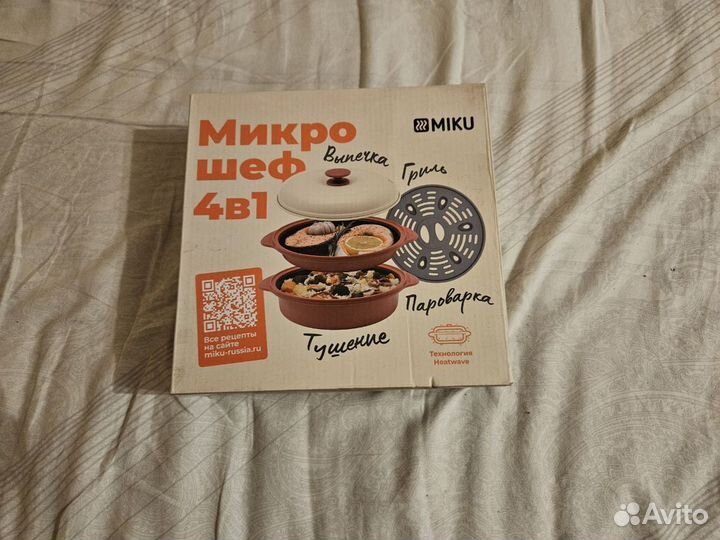 Микро
шеф
4в1
MIKU
Выпечка
Гриль
Пароварка
Тушение
Все рецепты
на сайте
miku-russia.ru
Технология
Heatwave
Avito